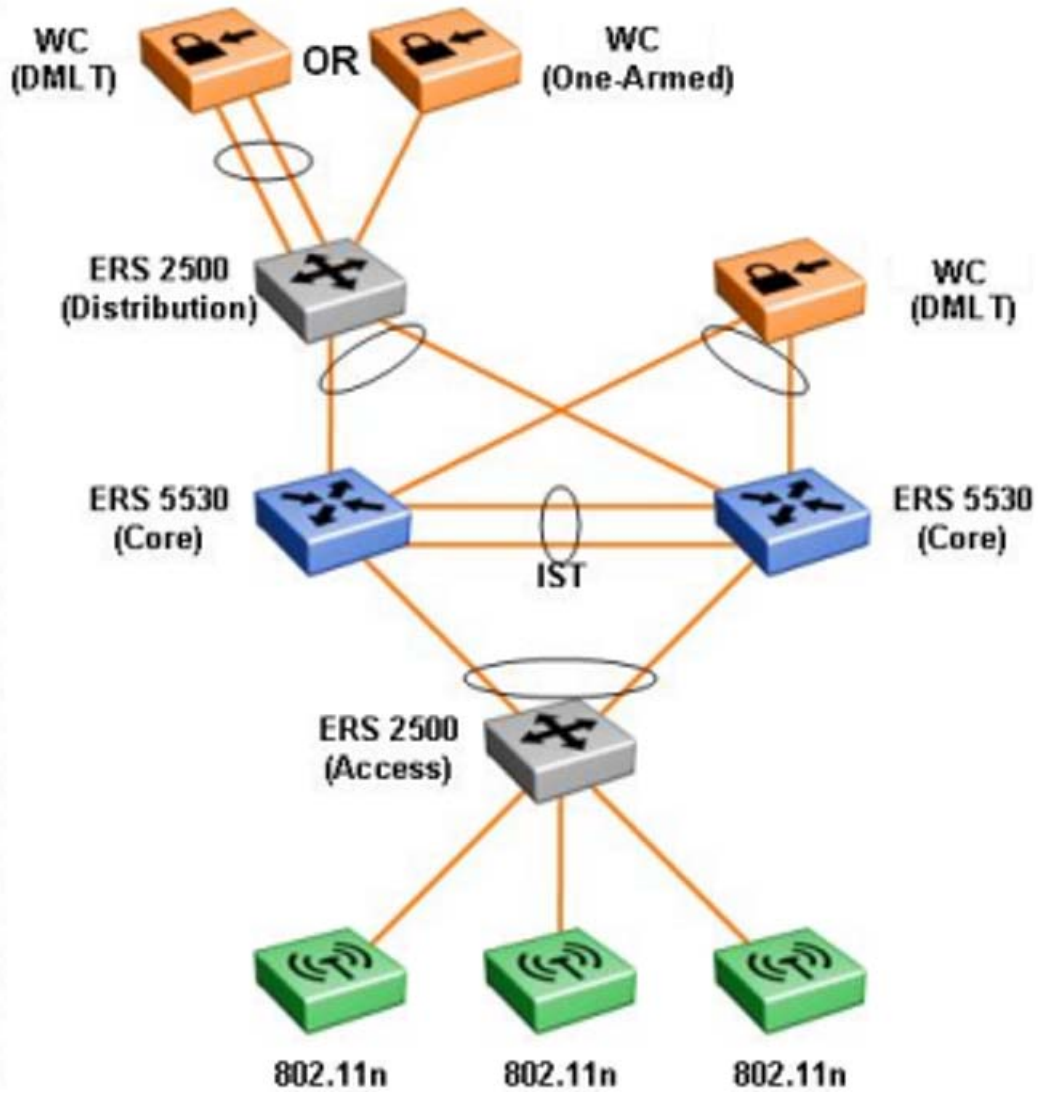 WC
(DMLT)
OR
WC
(One-Armed)
ERS 2500
(Distribution)
WC
(DMLT)
ERS 5530
(Core)
IST
ERS 5530
(Core)
ERS 2500
(Access)
802.11n
802.11n
802.11n